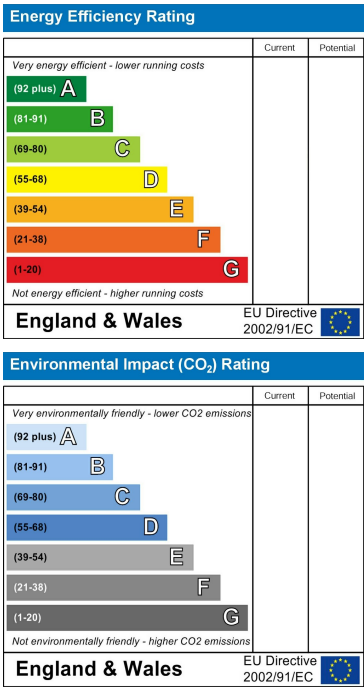 Energy Efficiency Rating
Current Potential
Very energy efficient - lower running costs
(92 plus) A
(81-91) B
(69-80) C
(55-68) D
(39-54) E
(21-38) F
(1-20) G
Not energy efficient - higher running costs
England & Wales
EU Directive
2002/91/EC
Environmental Impact (CO₂) Rating
Current Potential
Very environmentally friendly - lower CO2 emissions
(92 plus) A
(81-91) B
(69-80) C
(55-68) D
(39-54) E
(21-38) F
(1-20) G
Not environmentally friendly - higher CO2 emissions
England & Wales
EU Directive
2002/91/EC